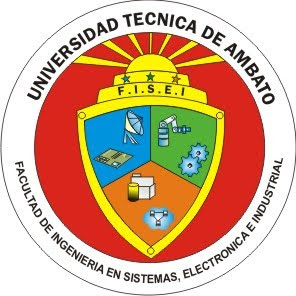 UNIVERSIDAD TECNICA DE AMBATO
F.I.S.E.I
FACULTAD DE INGENIERIA EN SISTEMAS, ELECTRONICA E INDUSTRIAL